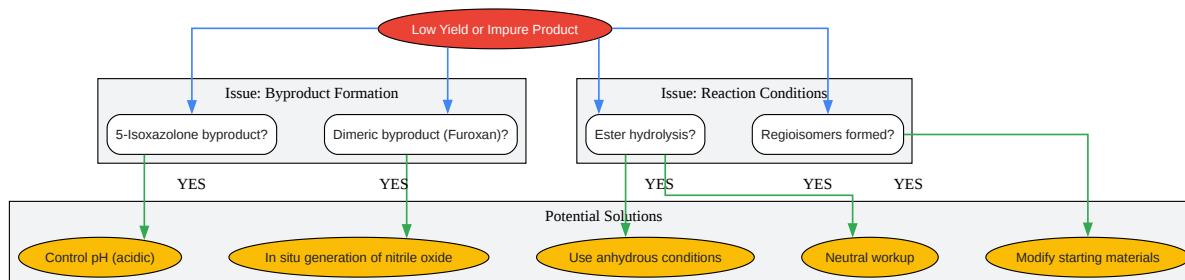 Low Yield or Impure Product
Issue: Byproduct Formation
Issue: Reaction Conditions
5-Isoxazolone byproduct?
Dimeric byproduct (Furoxan)?
Ester hydrolysis?
Regioisomers formed?
YES
YES
YES
YES
YES
Potential Solutions
Control pH (acidic)
In situ generation of nitrile oxide
Use anhydrous conditions
Neutral workup
Modify starting materials